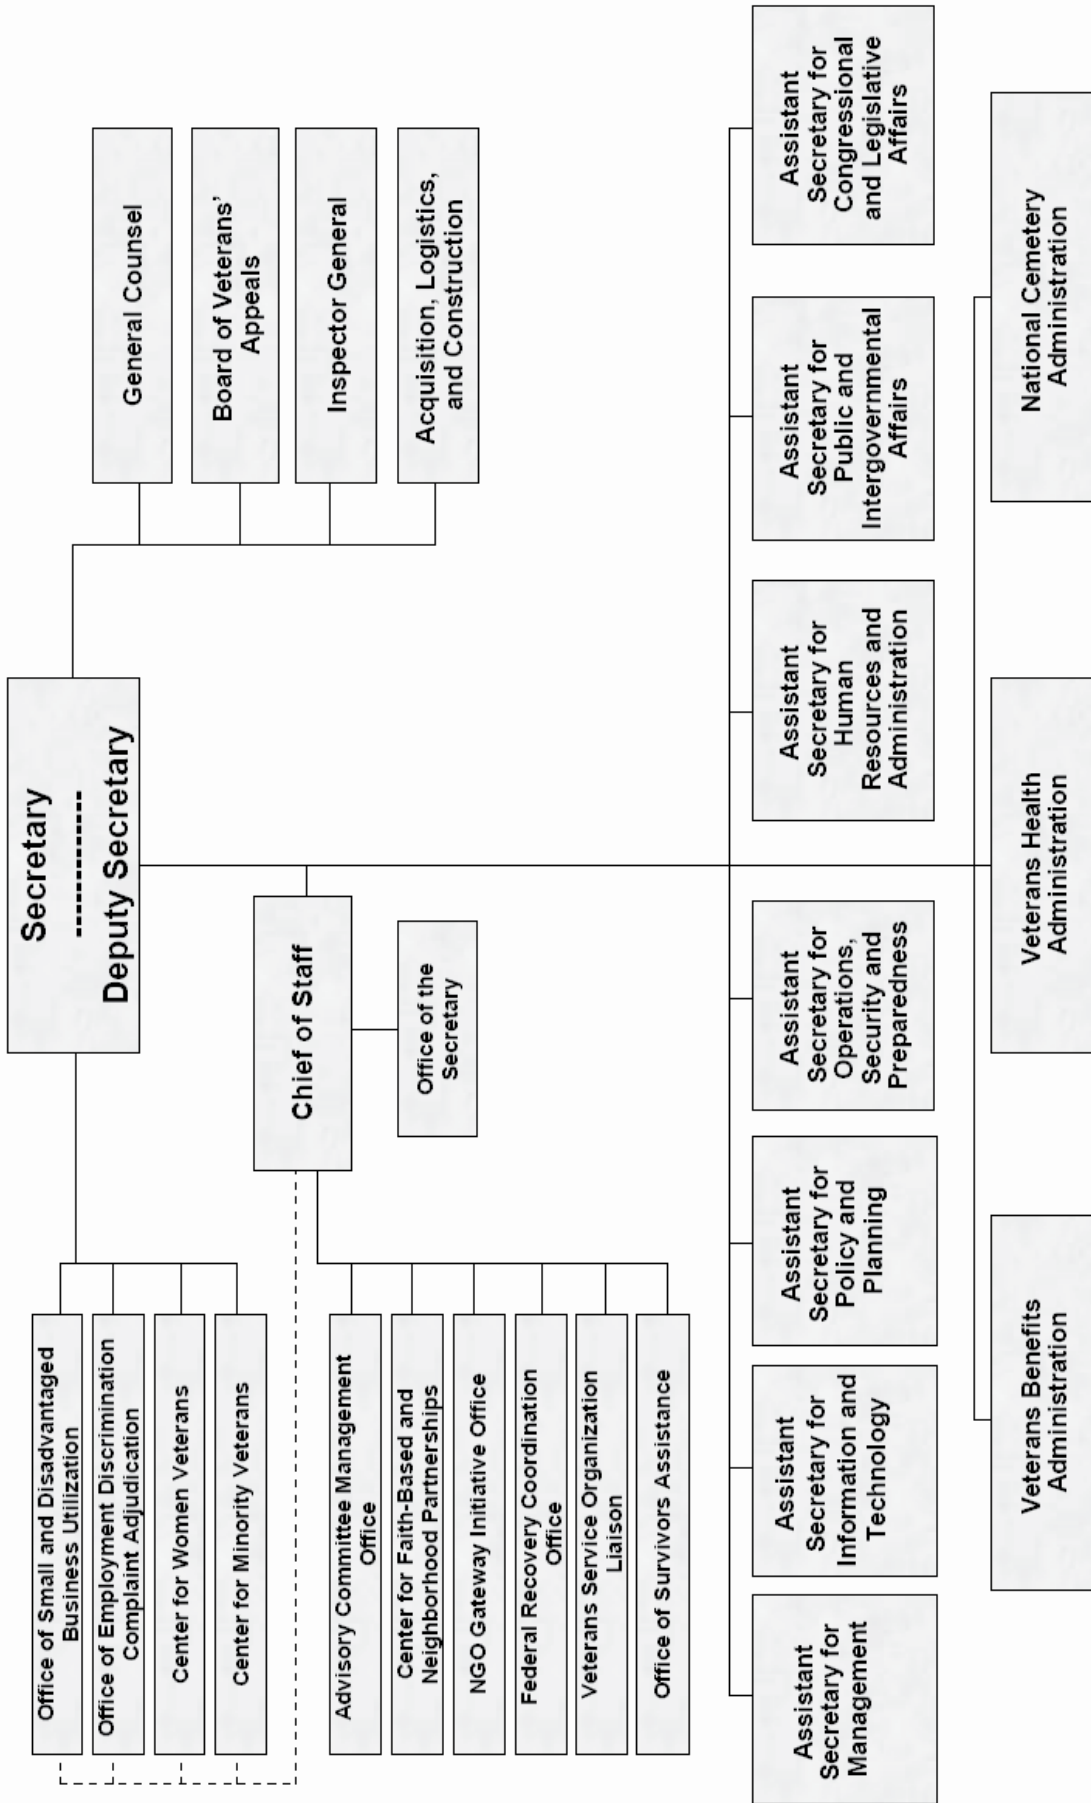 Secretary
------------
Deputy Secretary
Office of Small and Disadvantaged
Business Utilization
Office of Employment Discrimination
Complaint Adjudication
Center for Women Veterans
Center for Minority Veterans
General Counsel
Board of Veterans’
Appeals
Inspector General
Acquisition, Logistics,
and Construction
Chief of Staff
Office of the
Secretary
Advisory Committee Management
Office
Center for Faith-Based and
Neighborhood Partnerships
NGO Gateway Initiative Office
Federal Recovery Coordination
Office
Veterans Service Organization
Liaison
Office of Survivors Assistance
Assistant
Secretary for
Management
Assistant
Secretary for
Information and
Technology
Assistant
Secretary for
Policy and
Planning
Assistant
Secretary for
Operations,
Security and
Preparedness
Assistant
Secretary for
Human
Resources and
Administration
Assistant
Secretary for
Public and
Intergovernmental
Affairs
Assistant
Secretary for
Congressional
and Legislative
Affairs
Veterans Benefits
Administration
Veterans Health
Administration
National Cemetery
Administration